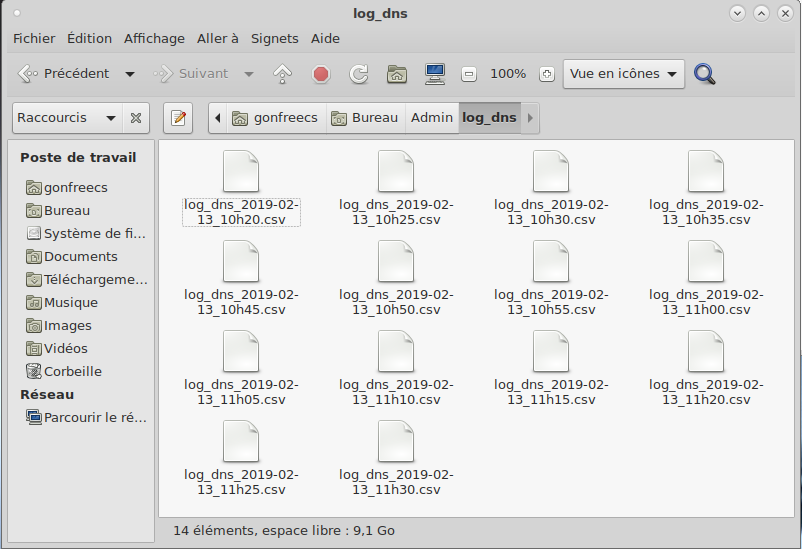 log_dns
Fichier Édition Affichage Aller à Signets Aide
Précédent Suivant 100% Vue en icônes
Raccourcis gonfreecs Bureau Admin log_dns
Poste de travail
gonfreecs
Bureau
Système de fi...
Documents
Téléchargeme...
Musique
Images
Vidéos
Corbeille
Réseau
Parcourir le ré...
log_dns_2019-02-
13_10h20.csv
log_dns_2019-02-
13_10h25.csv
log_dns_2019-02-
13_10h30.csv
log_dns_2019-02-
13_10h35.csv
log_dns_2019-02-
13_10h45.csv
log_dns_2019-02-
13_10h50.csv
log_dns_2019-02-
13_10h55.csv
log_dns_2019-02-
13_11h00.csv
log_dns_2019-02-
13_11h05.csv
log_dns_2019-02-
13_11h10.csv
log_dns_2019-02-
13_11h15.csv
log_dns_2019-02-
13_11h20.csv
log_dns_2019-02-
13_11h25.csv
log_dns_2019-02-
13_11h30.csv
14 éléments, espace libre : 9,1 Go